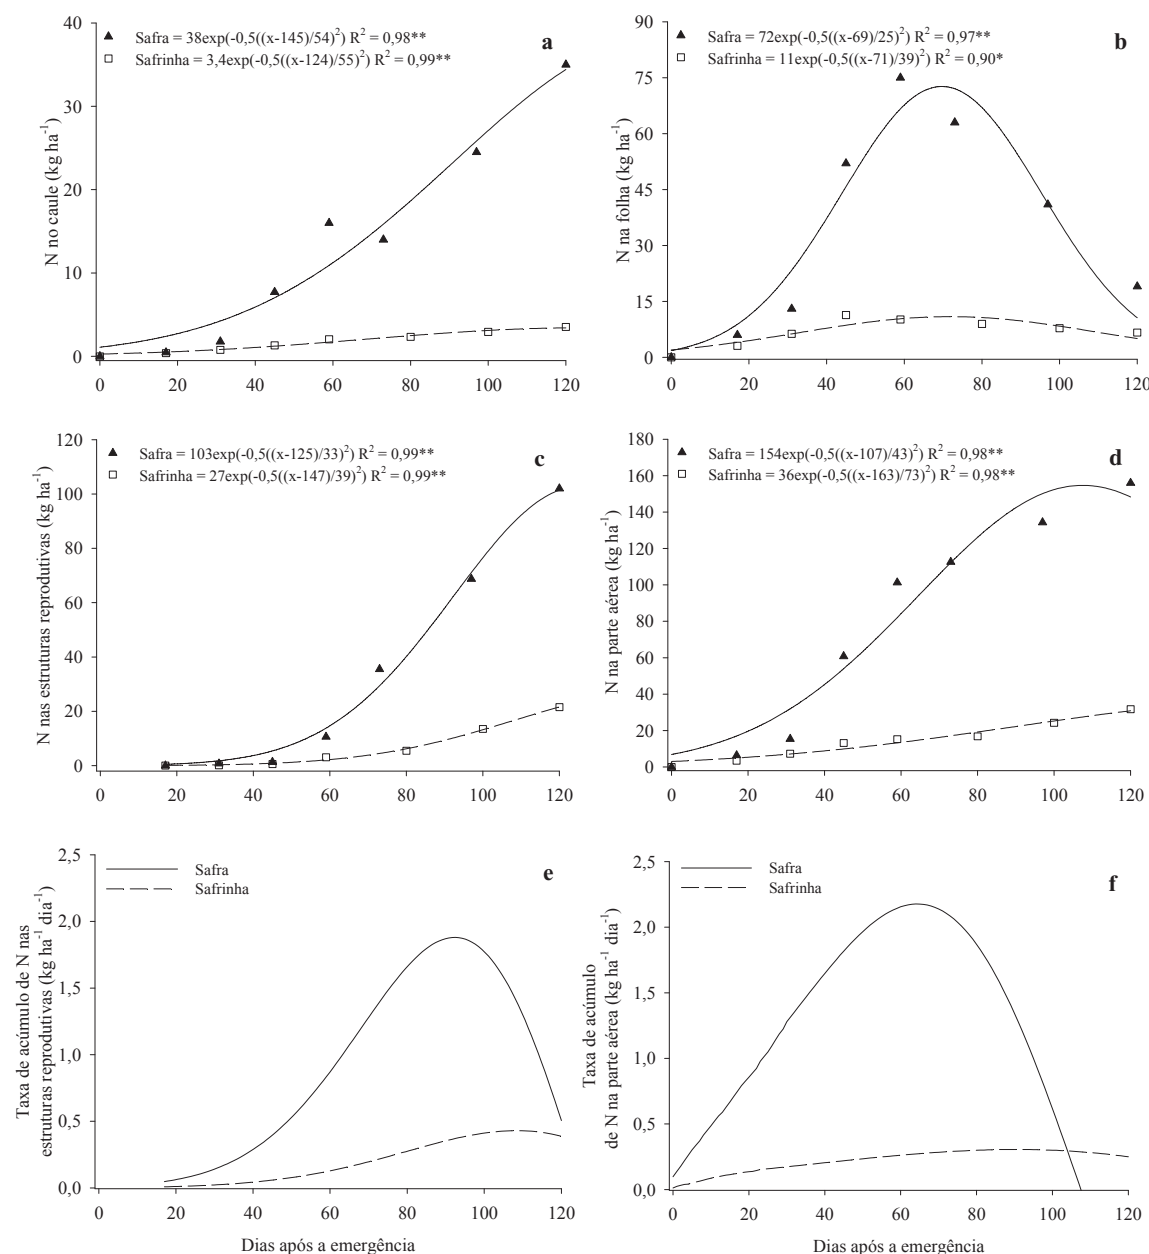 Safra = 38exp(-0,5((x-145)/54)²) R² = 0,98**
Safrinha = 3,4exp(-0,5((x-124)/55)²) R² = 0,99**
a
N no caule (kg ha⁻¹)
40
30
20
10
0
0 20 40 60 80 100 120
Safra = 72exp(-0,5((x-69)/25)²) R² = 0,97**
Safrinha = 11exp(-0,5((x-71)/39)²) R² = 0,90*
b
N na folha (kg ha⁻¹)
90
75
45
30
15
0
0 20 40 60 80 100 120
Safra = 103exp(-0,5((x-125)/33)²) R² = 0,99**
Safrinha = 27exp(-0,5((x-147)/39)²) R² = 0,99**
c
N nas estruturas reprodutivas (kg ha⁻¹)
120
100
80
60
40
20
0
0 20 40 60 80 100 120
Safra = 154exp(-0,5((x-107)/43)²) R² = 0,98**
Safrinha = 36exp(-0,5((x-163)/73)²) R² = 0,98**
d
N na parte aérea (kg ha⁻¹)
180
160
140
120
100
80
60
40
20
0
0 20 40 60 80 100 120
Safra
Safrinha
e
Taxa de acúmulo de N nas
estruturas reprodutivas (kg ha⁻¹ dia⁻¹)
2,5
2,0
1,5
1,0
0,5
0,0
0 20 40 60 80 100 120
Dias após a emergência
Safra
Safrinha
f
Taxa de acúmulo
de N na parte aérea (kg ha⁻¹ dia⁻¹)
2,5
2,0
1,5
1,0
0,5
0,0
0 20 40 60 80 100 120
Dias após a emergência